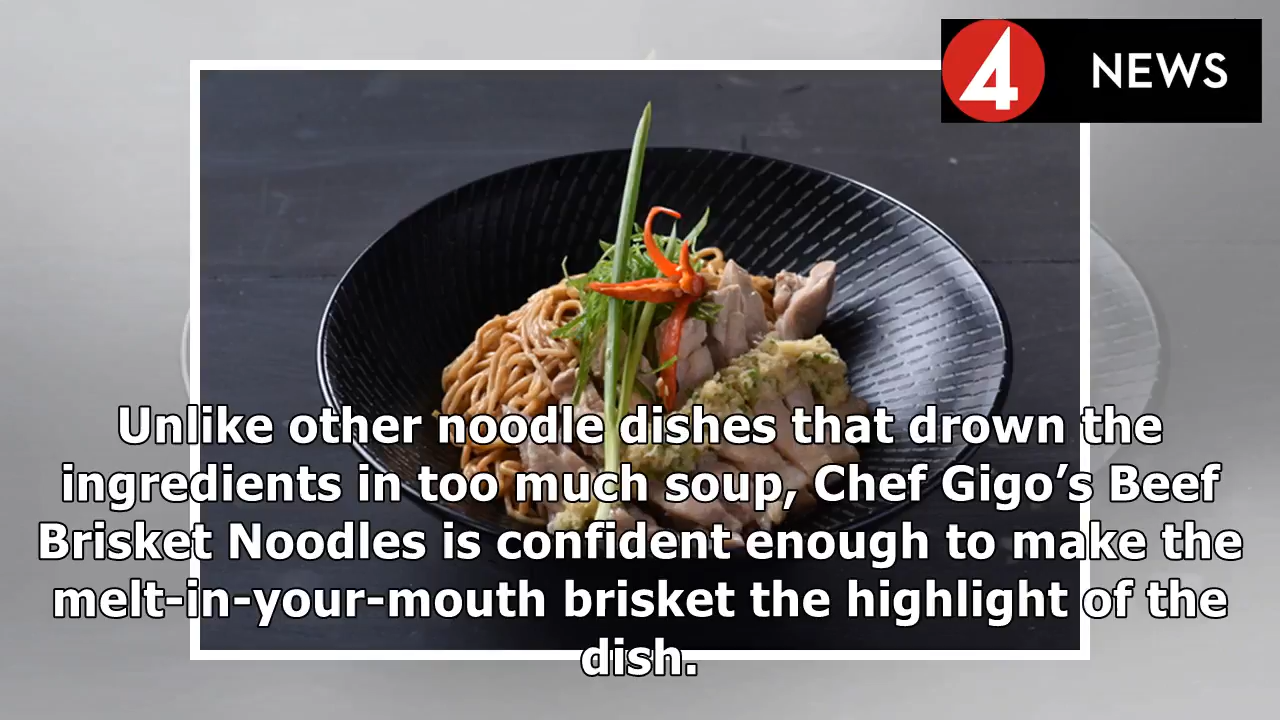 4 NEWS
Unlike other noodle dishes that drown the
ingredients in too much soup, Chef Gigo’s Beef
Brisket Noodles is confident enough to make the
melt-in-your-mouth brisket the highlight of the
dish.